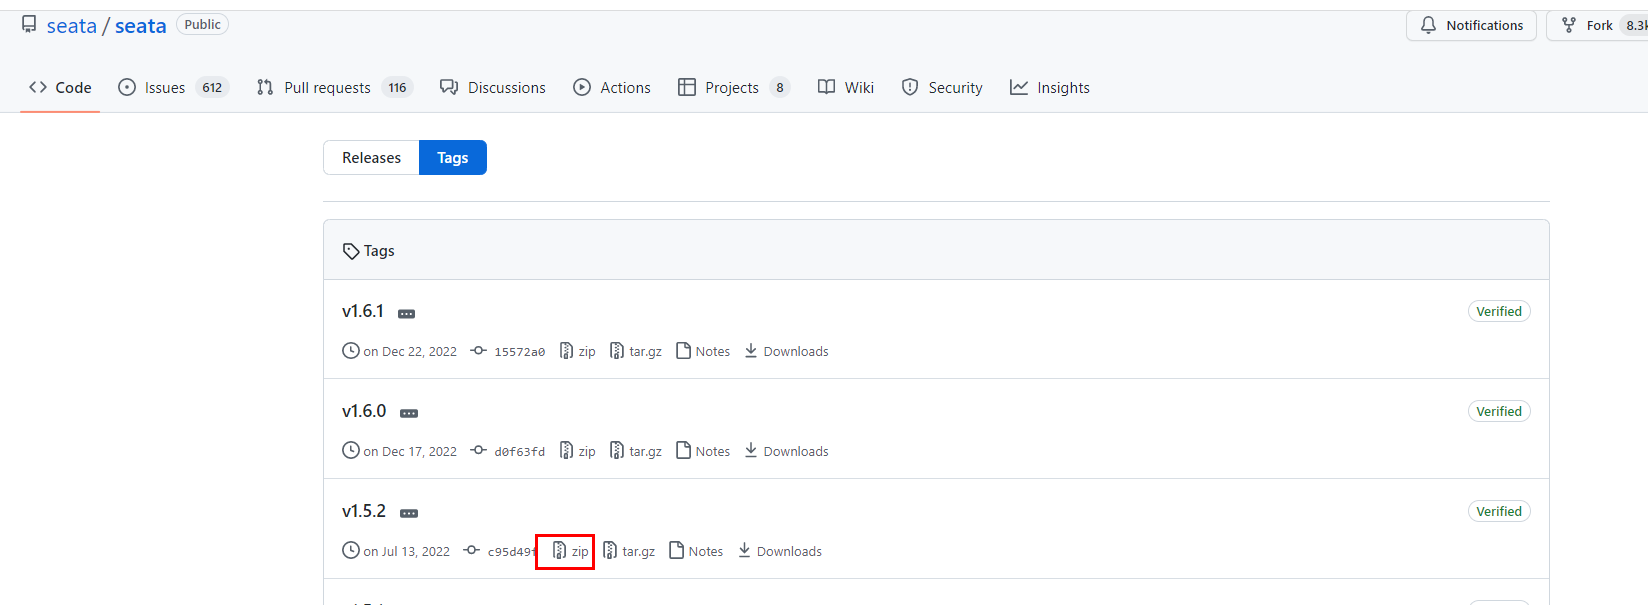 seata / seata Public Notifications Fork 8.3k
Code Issues 612 Pull requests 116 Discussions Actions Projects 8 Wiki Security Insights
Releases Tags
Tags
v1.6.1 Verified
on Dec 22, 2022 15572a0 zip tar.gz Notes Downloads
v1.6.0 Verified
on Dec 17, 2022 d0f63fd zip tar.gz Notes Downloads
v1.5.2 Verified
on Jul 13, 2022 c95d49f zip tar.gz Notes Downloads